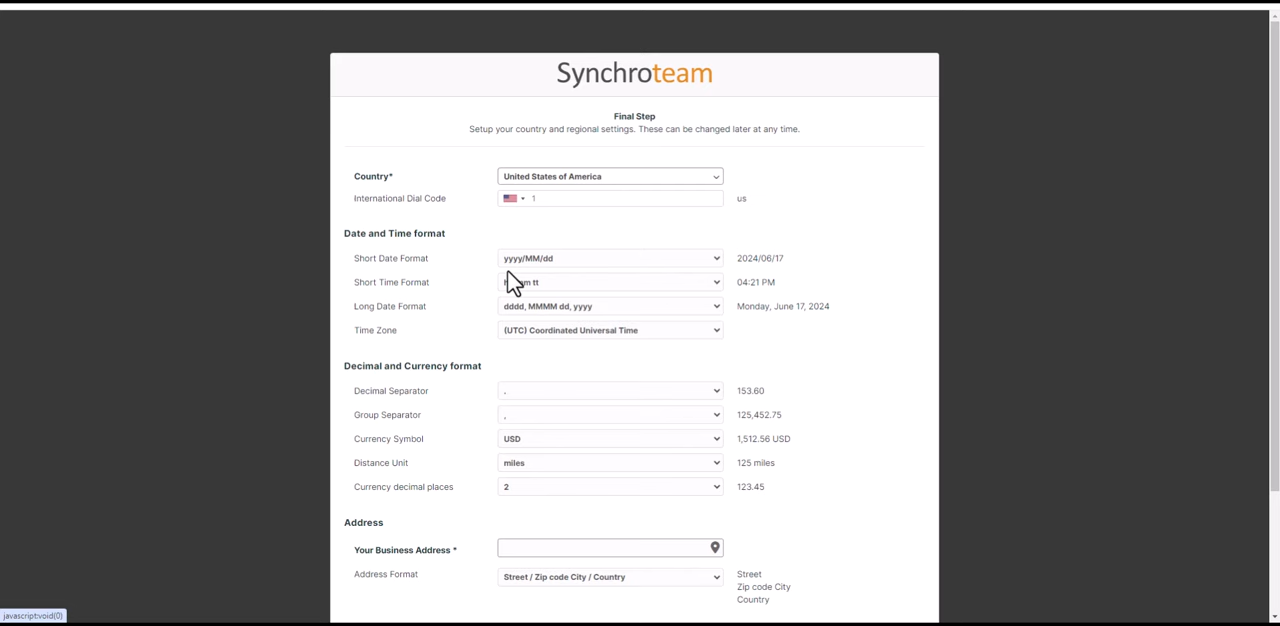 Synchroteam
Final Step
Setup your country and regional settings. These can be changed later at any time.
Country* United States of America
International Dial Code 1 us
Date and Time format
Short Date Format yyyy/MM/dd 2024/06/17
Short Time Format tt 04:21 PM
Long Date Format dddd, MMMM dd, yyyy Monday, June 17, 2024
Time Zone (UTC) Coordinated Universal Time
Decimal and Currency format
Decimal Separator . 153.60
Group Separator , 125,452.75
Currency Symbol USD 1,512.56 USD
Distance Unit miles 125 miles
Currency decimal places 2 123.45
Address
Your Business Address *
Address Format Street / Zip code City / Country Street
Zip code City
Country
javascript:void(0)